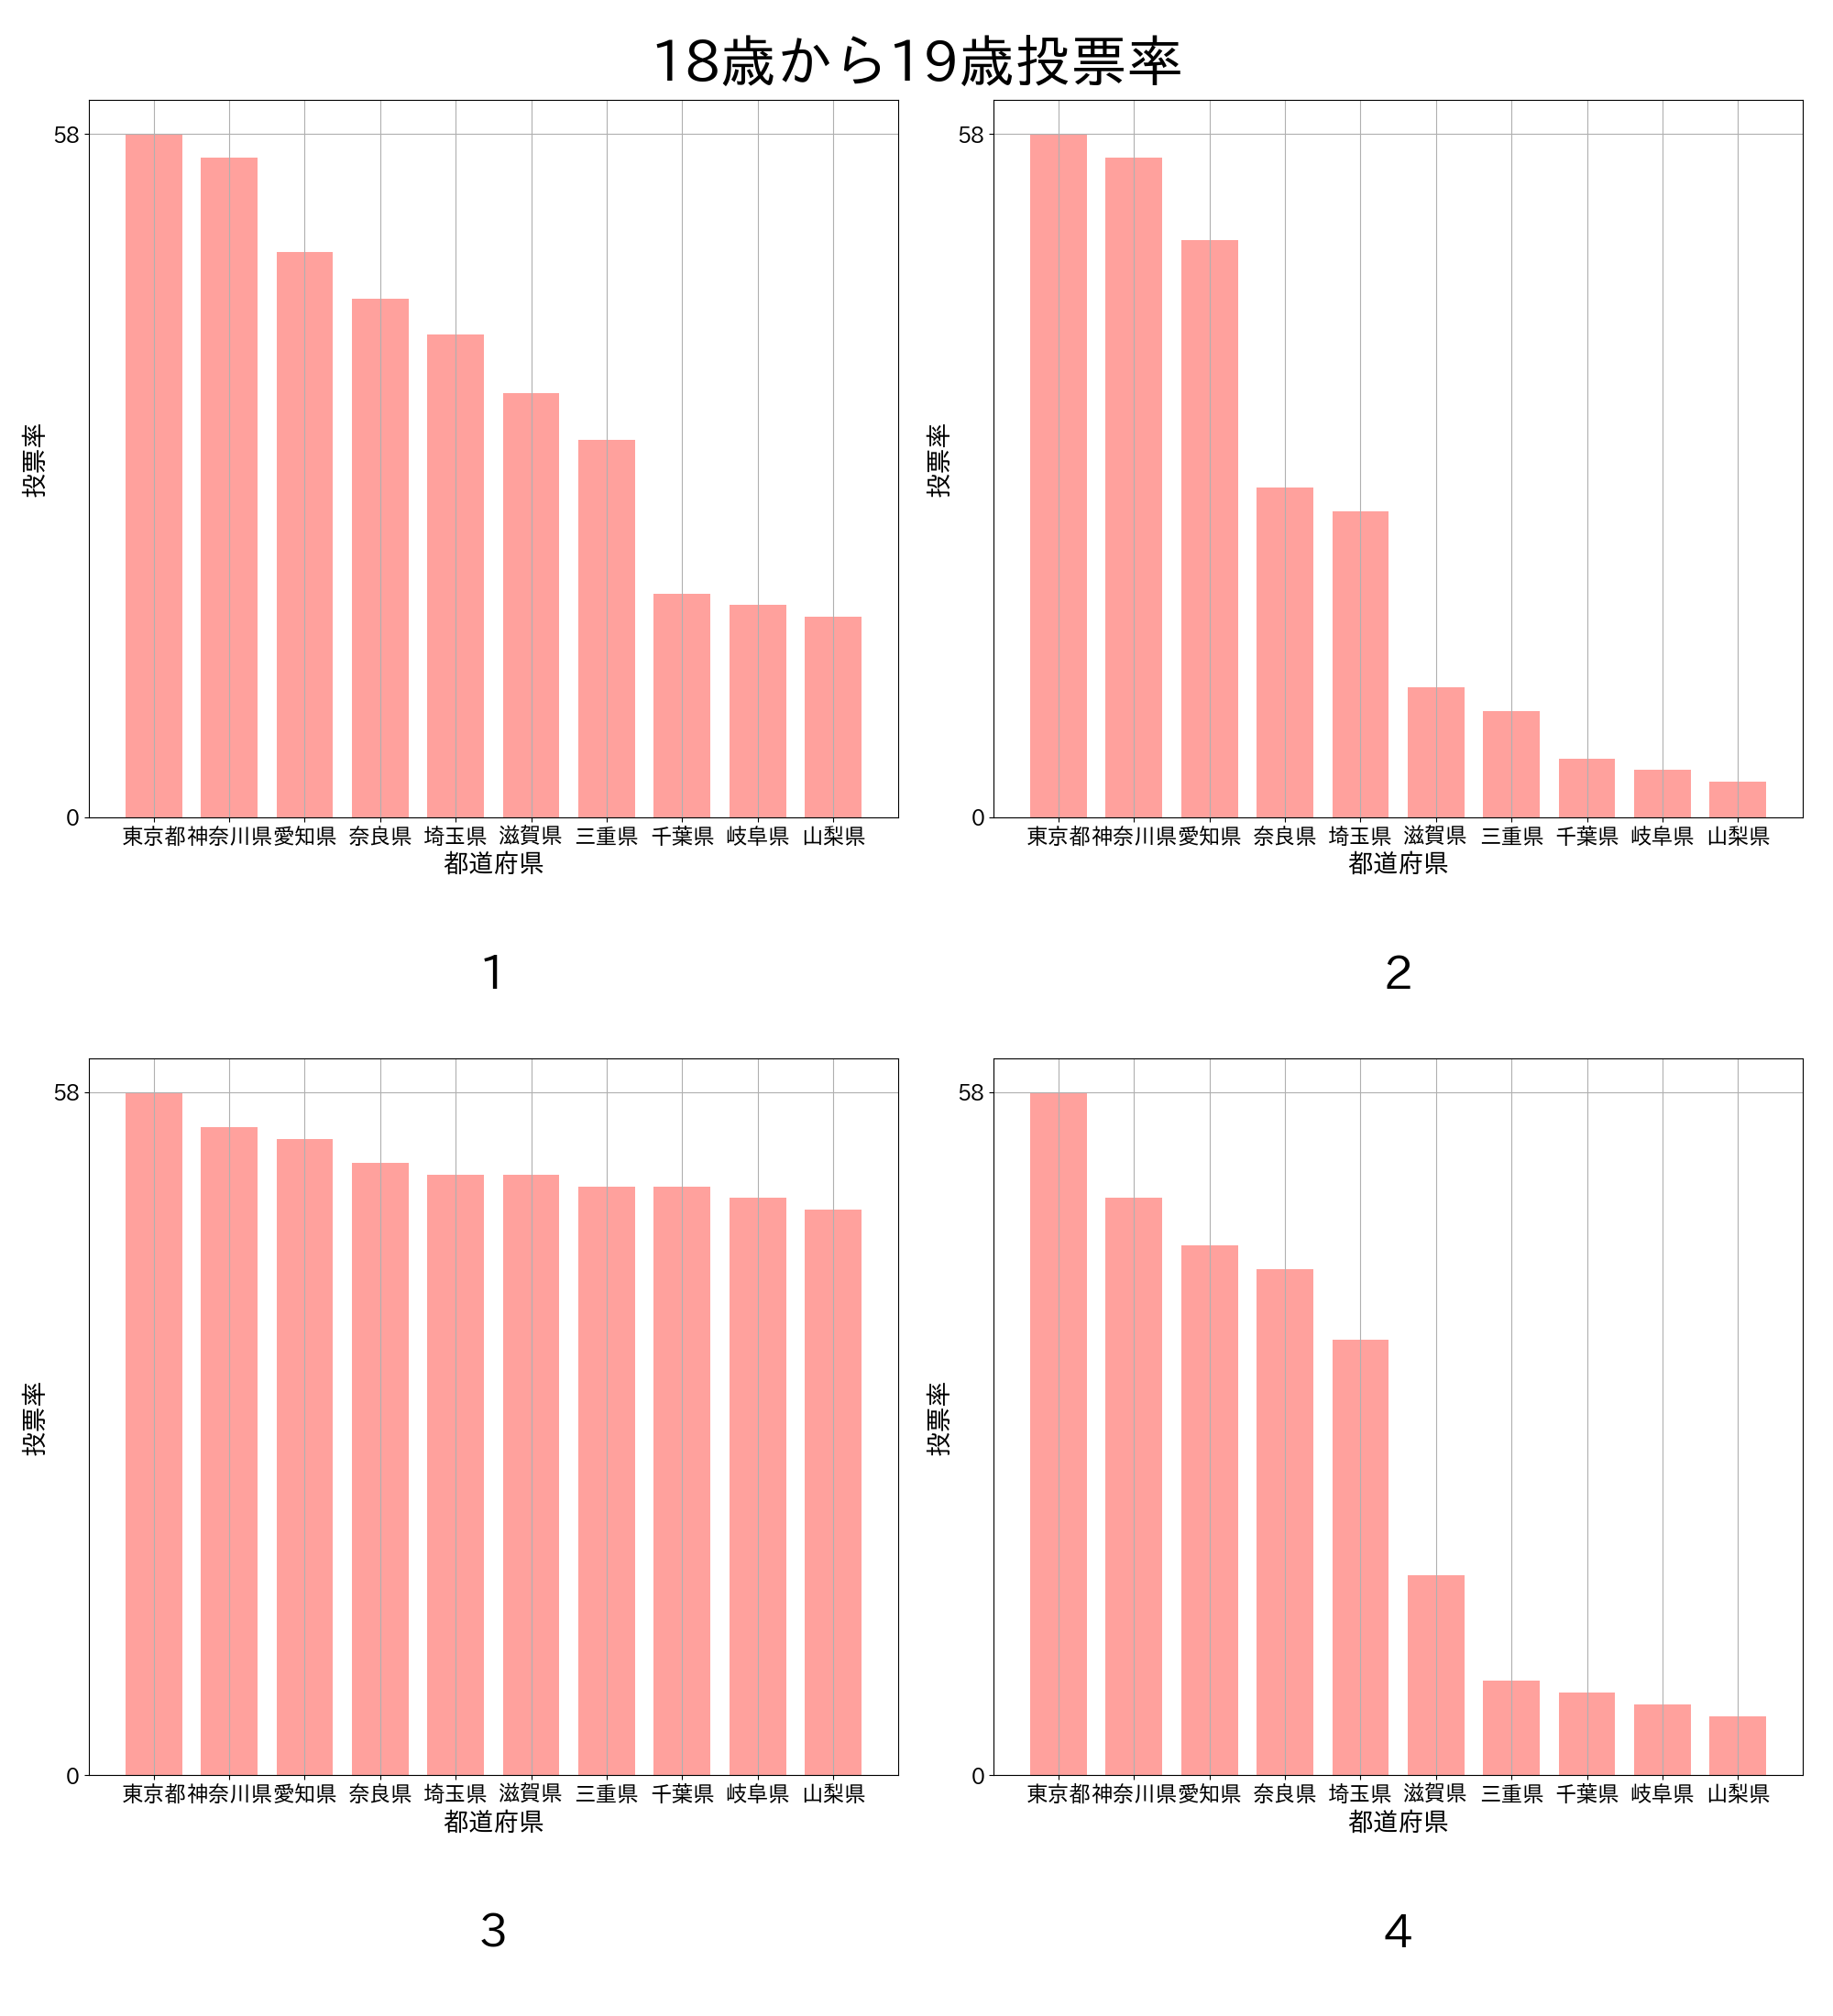 18歳から19歳投票率
58
0
投票率
東京都 神奈川県 愛知県 奈良県 埼玉県 滋賀県 三重県 千葉県 岐阜県 山梨県
都道府県
1
58
0
投票率
東京都 神奈川県 愛知県 奈良県 埼玉県 滋賀県 三重県 千葉県 岐阜県 山梨県
都道府県
2
58
0
投票率
東京都 神奈川県 愛知県 奈良県 埼玉県 滋賀県 三重県 千葉県 岐阜県 山梨県
都道府県
3
58
0
投票率
東京都 神奈川県 愛知県 奈良県 埼玉県 滋賀県 三重県 千葉県 岐阜県 山梨県
都道府県
4